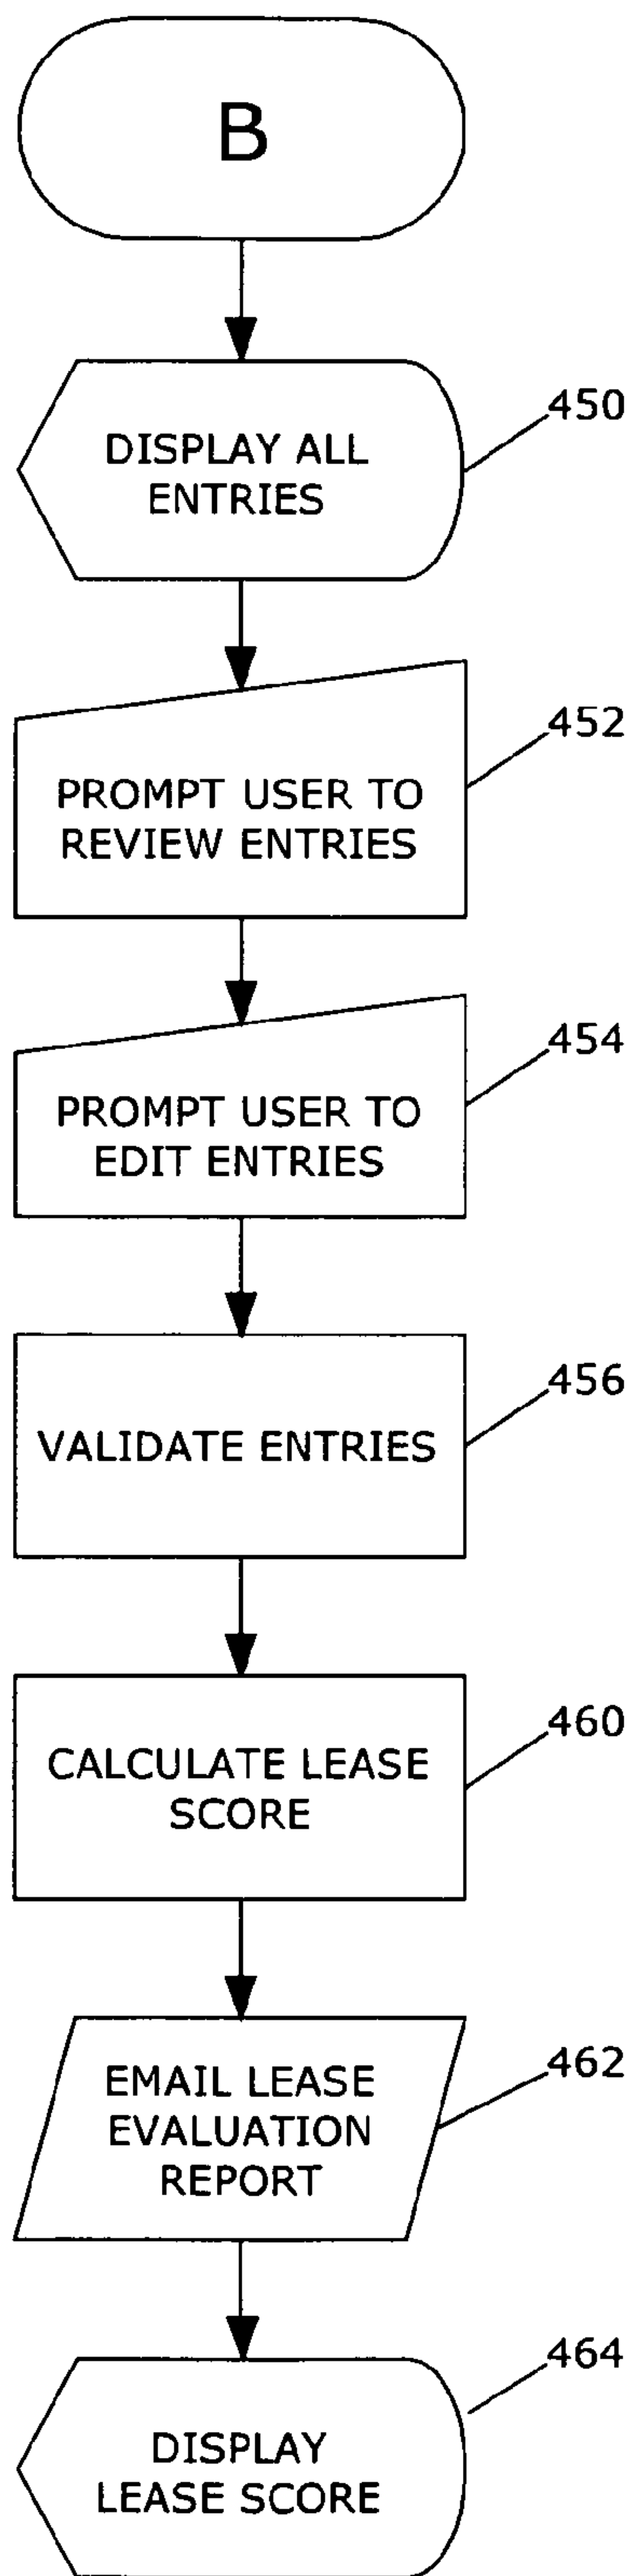 B
DISPLAY ALL
ENTRIES
450
PROMPT USER TO
REVIEW ENTRIES
452
PROMPT USER TO
EDIT ENTRIES
454
VALIDATE ENTRIES
456
CALCULATE LEASE
SCORE
460
EMAIL LEASE
EVALUATION
REPORT
462
DISPLAY
LEASE SCORE
464